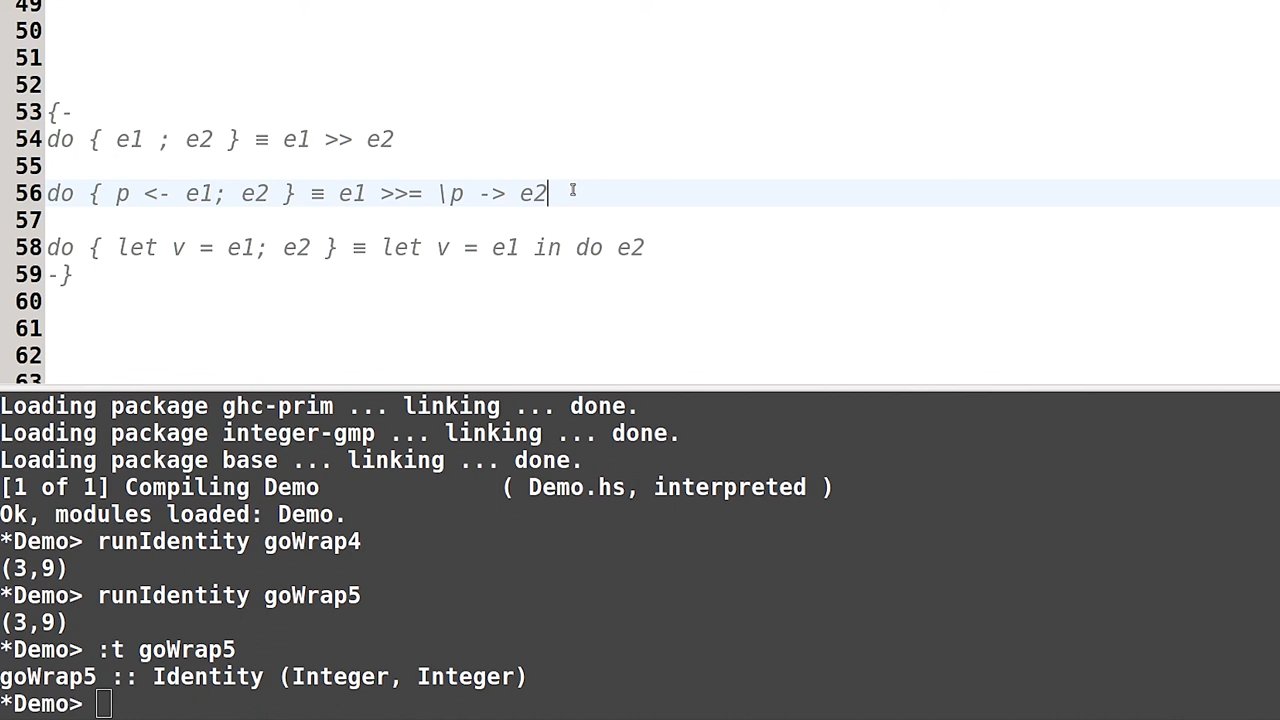 49
50
51
52
53 {-
54 do { e1 ; e2 } ≡ e1 >> e2
55
56 do { p <- e1; e2 } ≡ e1 >>= \p -> e2
57
58 do { let v = e1; e2 } ≡ let v = e1 in do e2
59 -}
60
61
62
63
Loading package ghc-prim ... linking ... done.
Loading package integer-gmp ... linking ... done.
Loading package base ... linking ... done.
[1 of 1] Compiling Demo             ( Demo.hs, interpreted )
Ok, modules loaded: Demo.
*Demo> runIdentity goWrap4
(3,9)
*Demo> runIdentity goWrap5
(3,9)
*Demo> :t goWrap5
goWrap5 :: Identity (Integer, Integer)
*Demo>